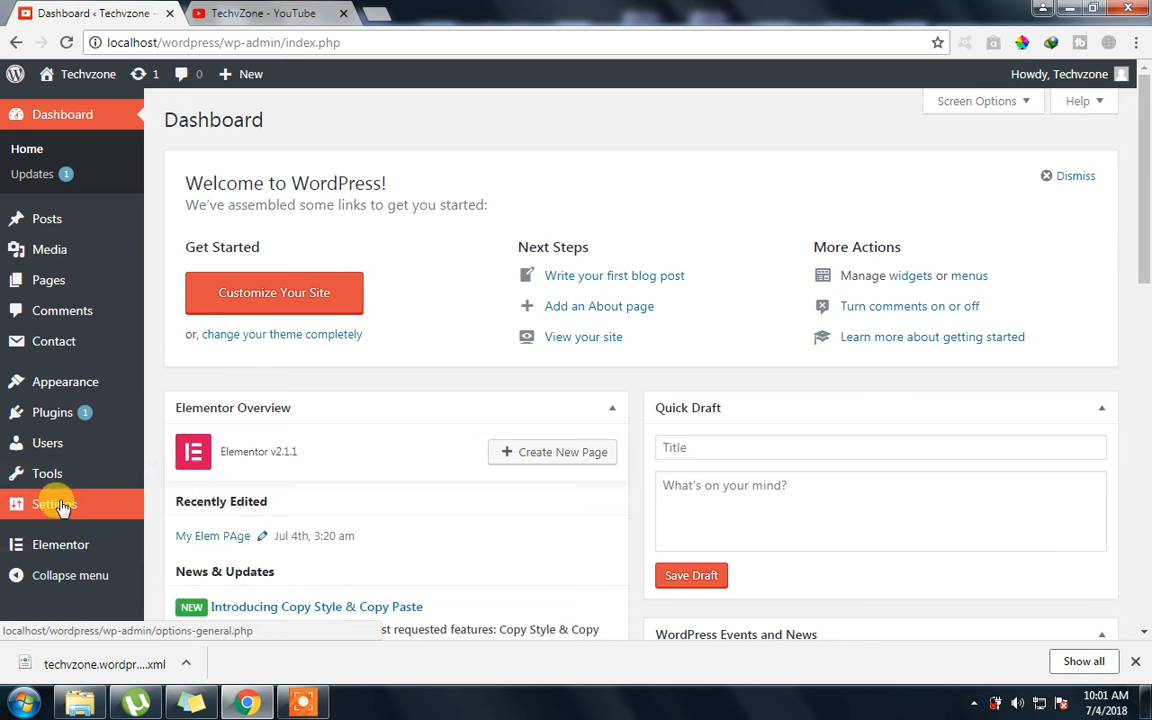 Dashboard ‹ Techvzone -
TechvZone - YouTube
localhost/wordpress/wp-admin/index.php
Techvzone 1 0 New
Howdy, Techvzone
Dashboard
Home
Updates 1
Posts
Media
Pages
Comments
Contact
Appearance
Plugins 1
Users
Tools
Settings
Elementor
Collapse menu
Screen Options
Help
Dashboard
Welcome to WordPress!
We've assembled some links to get you started:
Dismiss
Get Started
Customize Your Site
or, change your theme completely
Next Steps
Write your first blog post
Add an About page
View your site
More Actions
Manage widgets or menus
Turn comments on or off
Learn more about getting started
Elementor Overview
Elementor v2.1.1
Create New Page
Recently Edited
My Elem PAge Jul 4th, 3:20 am
News & Updates
NEW Introducing Copy Style & Copy Paste
st requested features: Copy Style & Copy
Quick Draft
Title
What's on your mind?
Save Draft
WordPress Events and News
localhost/wordpress/wp-admin/options-general.php
techvzone.wordpr....xml
Show all
10:01 AM
7/4/2018